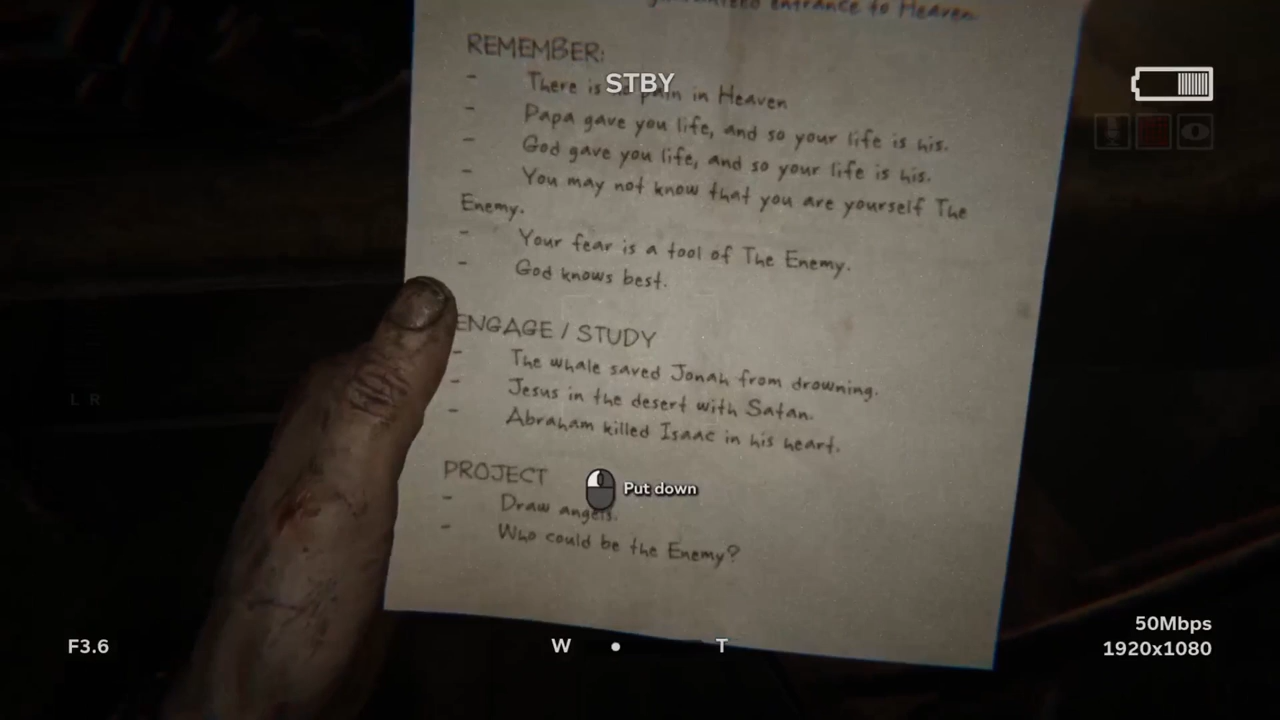 guaranteed entrance to Heaven
REMEMBER:
STBY
- There is no pain in Heaven
- Papa gave you life, and so your life is his.
- God gave you life, and so your life is his.
- You may not know that you are yourself The
Enemy.
- Your fear is a tool of The Enemy.
- God knows best.
ENGAGE / STUDY
- The whale saved Jonah from drowning.
L R
- Jesus in the desert with Satan.
- Abraham killed Isaac in his heart.
PROJECT
Put down
- Draw angels.
- Who could be the Enemy?
50Mbps
F3.6
W
T
1920x1080